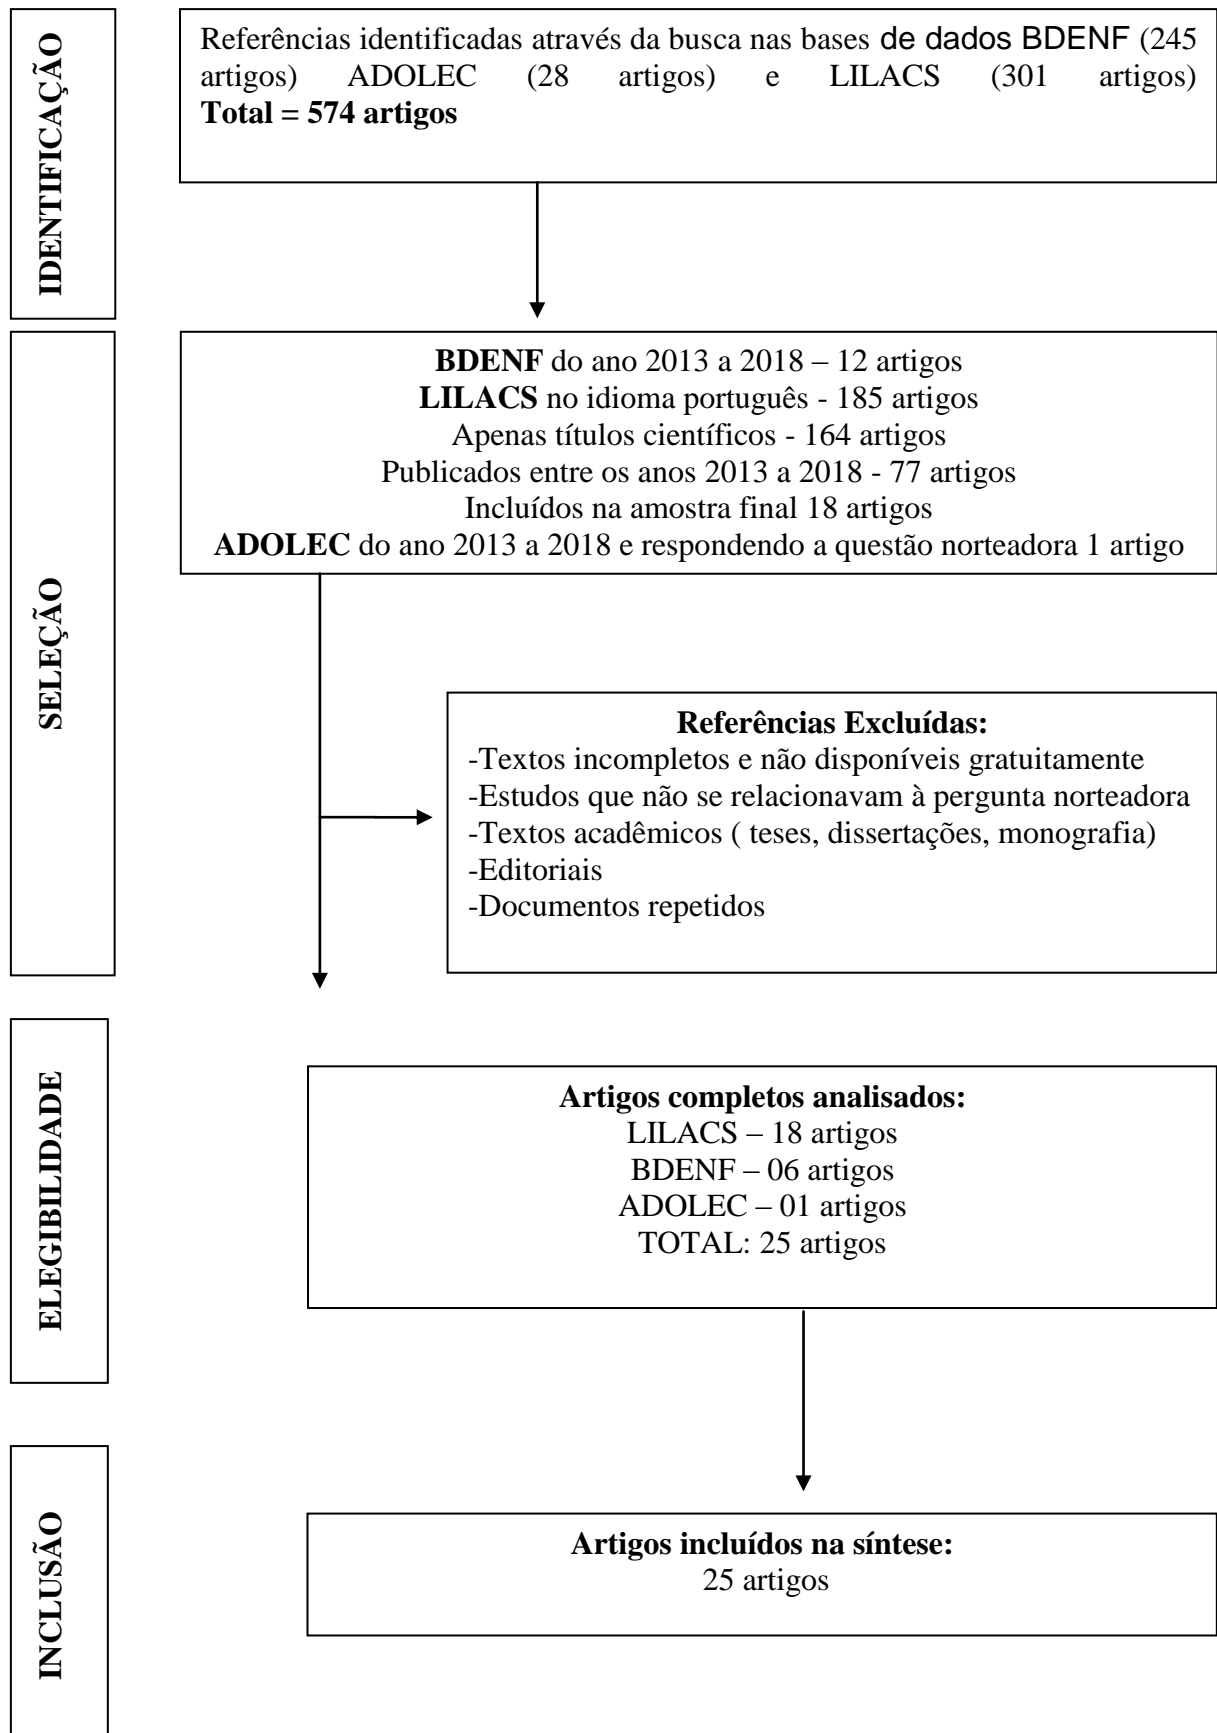 IDENTIFICAÇÃO
Referências identificadas através da busca nas bases de dados BDENF (245
artigos) ADOLEC (28 artigos) e LILACS (301 artigos)
Total = 574 artigos
SELEÇÃO
BDENF do ano 2013 a 2018 – 12 artigos
LILACS no idioma português - 185 artigos
Apenas títulos científicos - 164 artigos
Publicados entre os anos 2013 a 2018 - 77 artigos
Incluídos na amostra final 18 artigos
ADOLEC do ano 2013 a 2018 e respondendo a questão norteadora 1 artigo
Referências Excluídas:
-Textos incompletos e não disponíveis gratuitamente
-Estudos que não se relacionavam à pergunta norteadora
-Textos acadêmicos ( teses, dissertações, monografia)
-Editoriais
-Documentos repetidos
ELEGIBILIDADE
Artigos completos analisados:
LILACS – 18 artigos
BDENF – 06 artigos
ADOLEC – 01 artigos
TOTAL: 25 artigos
INCLUSÃO
Artigos incluídos na síntese:
25 artigos